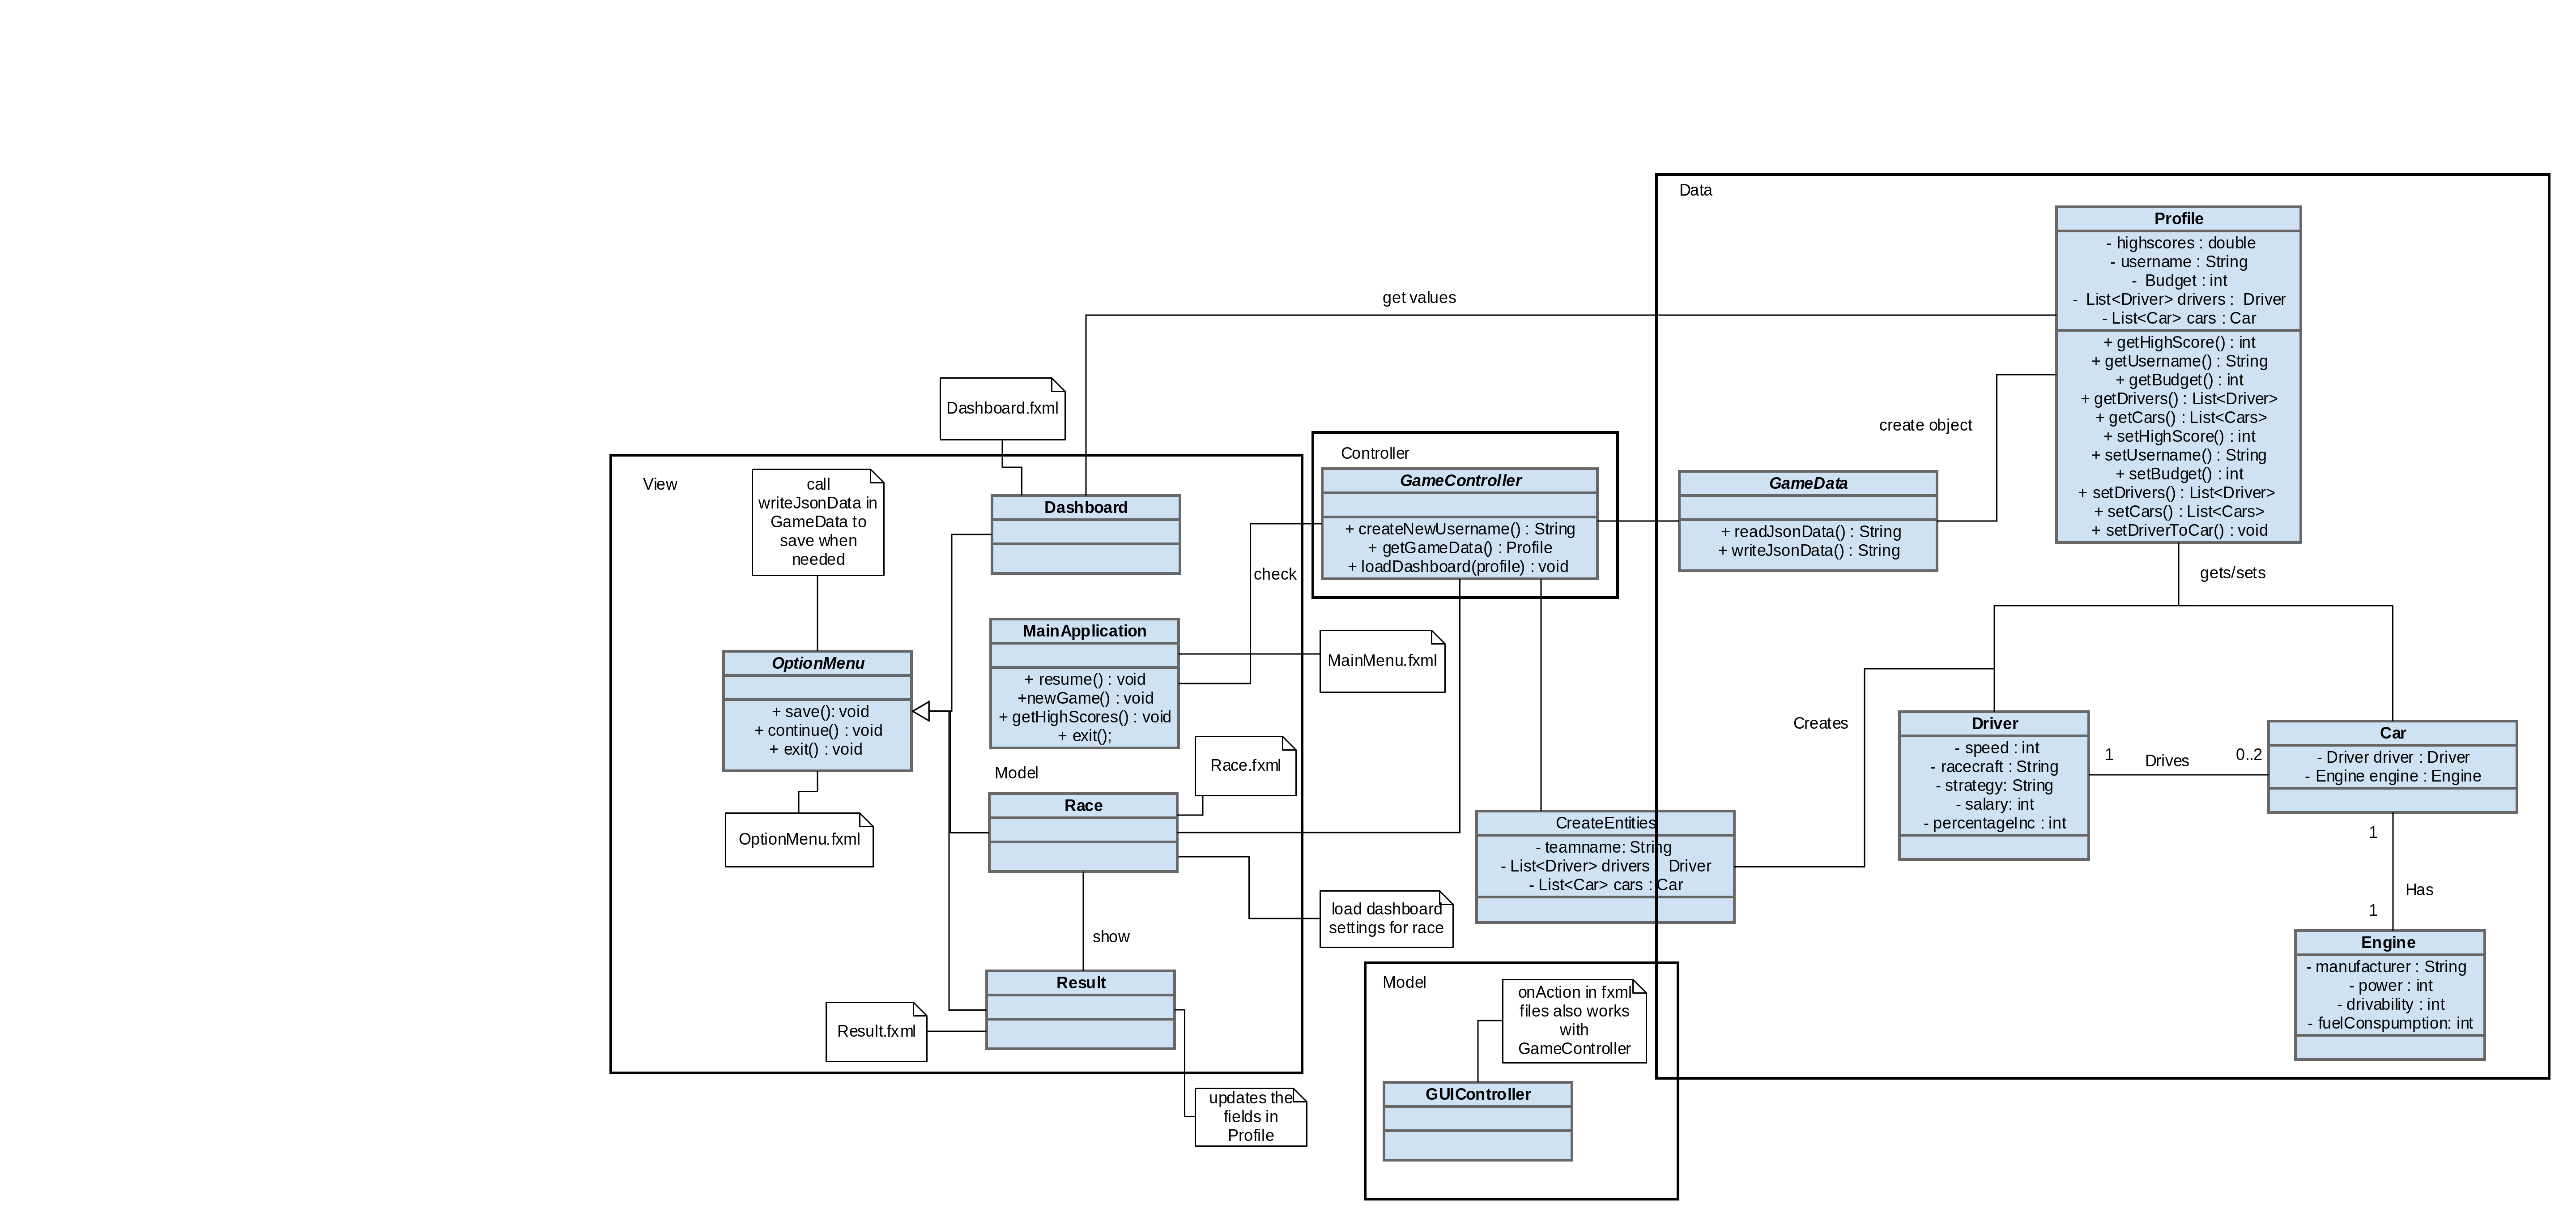 Data
Profile
- highscores : double
- username : String
-  Budget : int
-  List<Driver> drivers :  Driver
- List<Car> cars : Car
+ getHighScore() : int
+ getUsername() : String
+ getBudget() : int
+ getDrivers() : List<Driver>
+ getCars() : List<Cars>
+ setHighScore() : int
+ setUsername() : String
+ setBudget() : int
+ setDrivers() : List<Driver>
+ setCars() : List<Cars>
+ setDriverToCar() : void
get values
create object
Dashboard.fxml
View
call
writeJsonData in
GameData to
save when
needed
Dashboard
Controller
GameController
+ createNewUsername() : String
+ getGameData() : Profile
+ loadDashboard(profile) : void
GameData
+ readJsonData() : String
+ writeJsonData() : String
check
gets/sets
MainApplication
+ resume() : void
+newGame() : void
+ getHighScores() : void
+ exit();
MainMenu.fxml
OptionMenu
+ save(): void
+ continue() : void
+ exit() : void
OptionMenu.fxml
Model
Race.fxml
Race
Creates
Driver
- speed : int
- racecraft : String
- strategy: String
- salary: int
- percentageInc : int
1
Drives
0..2
Car
- Driver driver : Driver
- Engine engine : Engine
1
Has
1
CreateEntities
- teamname: String
- List<Driver> drivers :  Driver
- List<Car> cars : Car
load dashboard
settings for race
show
Engine
- manufacturer : String
- power : int
- drivability : int
- fuelConspumption: int
Result
Result.fxml
updates the
fields in
Profile
Model
onAction in fxml
files also works
with
GameController
GUIController